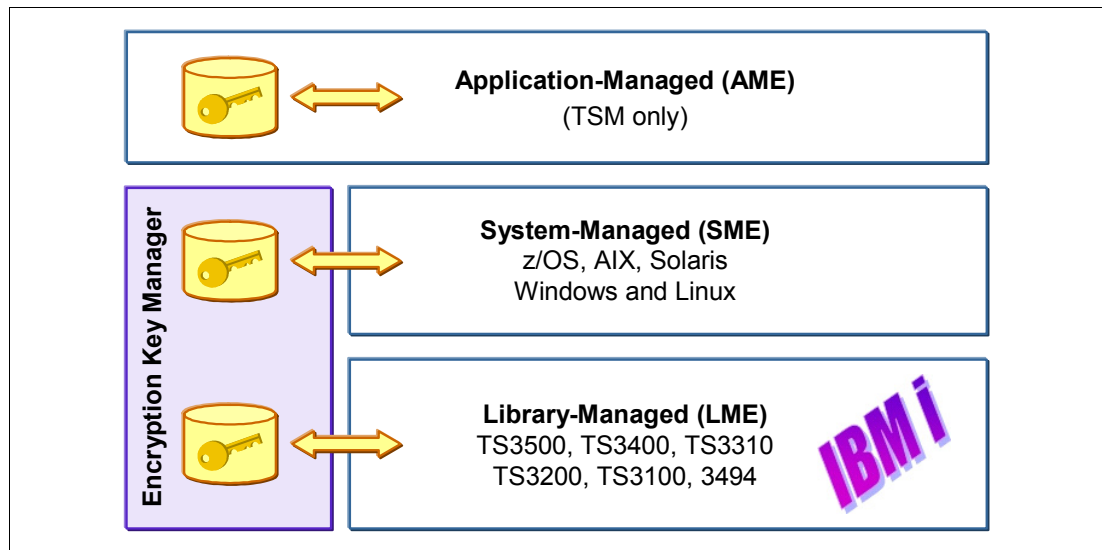 Application-Managed (AME)
(TSM only)
Encryption Key Manager
System-Managed (SME)
z/OS, AIX, Solaris
Windows and Linux
Library-Managed (LME)
TS3500, TS3400, TS3310
TS3200, TS3100, 3494
IBM i